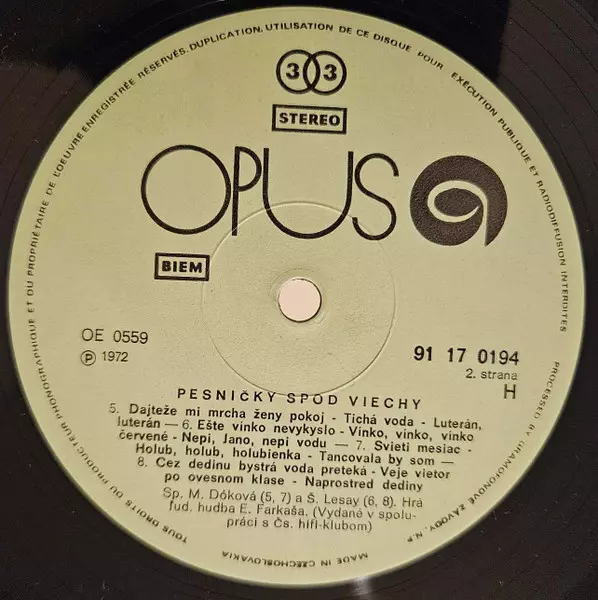 TOUS DROITS DU PRODUCTEUR PHONOGRAPHIQUE ET DU PROPRIÉTAIRE DE L'OEUVRE ENREGISTRÉE RÉSERVÉS. DUPLICATION, UTILISATION DE CE DISQUE POUR EXÉCUTION PUBLIQUE ET RADIODIFFUSION INTERDITES
33
STEREO
OPUS
BIEM
OE 0559
Ⓟ 1972
91 17 0194
2. strana
H
PESNIČKY SPOD VIECHY
5. Dajteže mi mrcha ženy pokoj - Tichá voda - Luterán,
luterán — 6. Ešte vínko nevykyslo - Vínko, vínko, vínko
červené - Nepi, Jano, nepi vodu — 7. Svieti mesiac -
Holub, holub, holubienka - Tancovala by som —
8. Cez dedinu bystrá voda preteká - Veje vietor
po ovesnom klase - Naprostred dediny
Sp. M. Dóková (5, 7) a Š. Lesay (6, 8). Hrá
ľud. hudba E. Farkaša. (Vydané v spolu-
práci s Čs. hifi-klubom)
PROCESSED BY GRAMOFONOVÉ ZÁVODY, N.P.
MADE IN CZECHOSLOVAKIA